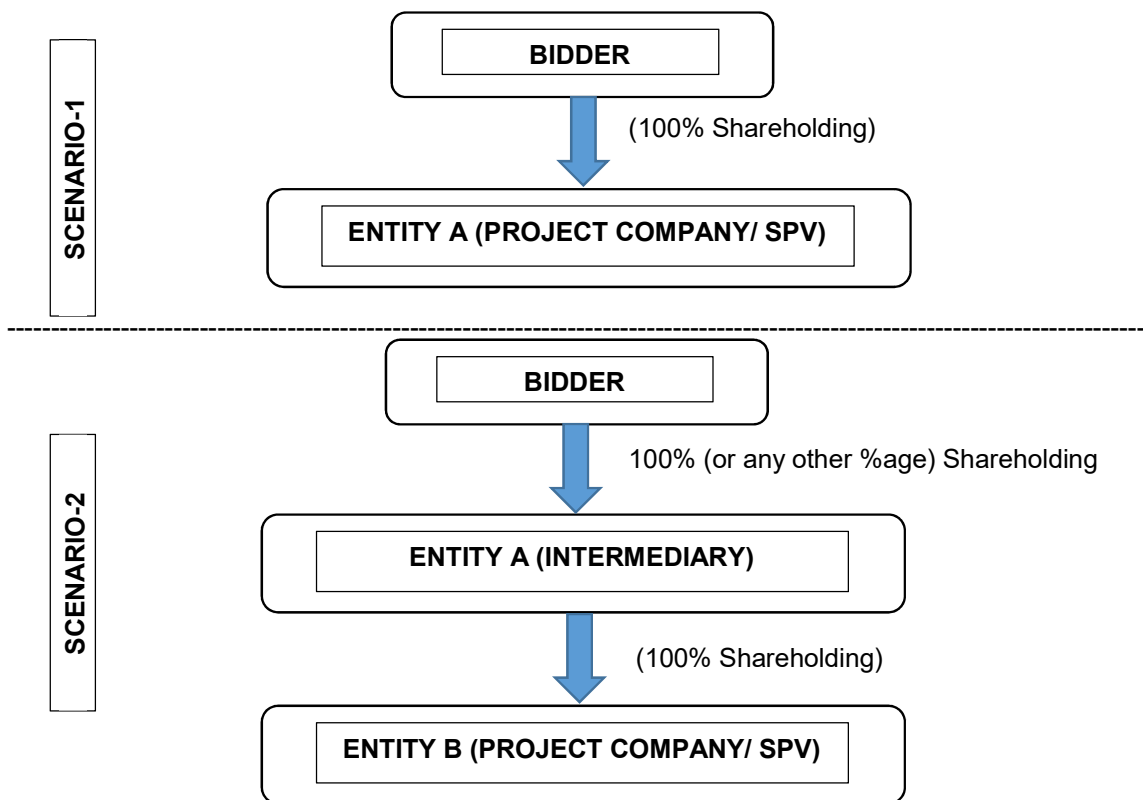 SCENARIO-1
BIDDER
(100% Shareholding)
ENTITY A (PROJECT COMPANY/ SPV)
SCENARIO-2
BIDDER
100% (or any other %age) Shareholding
ENTITY A (INTERMEDIARY)
(100% Shareholding)
ENTITY B (PROJECT COMPANY/ SPV)